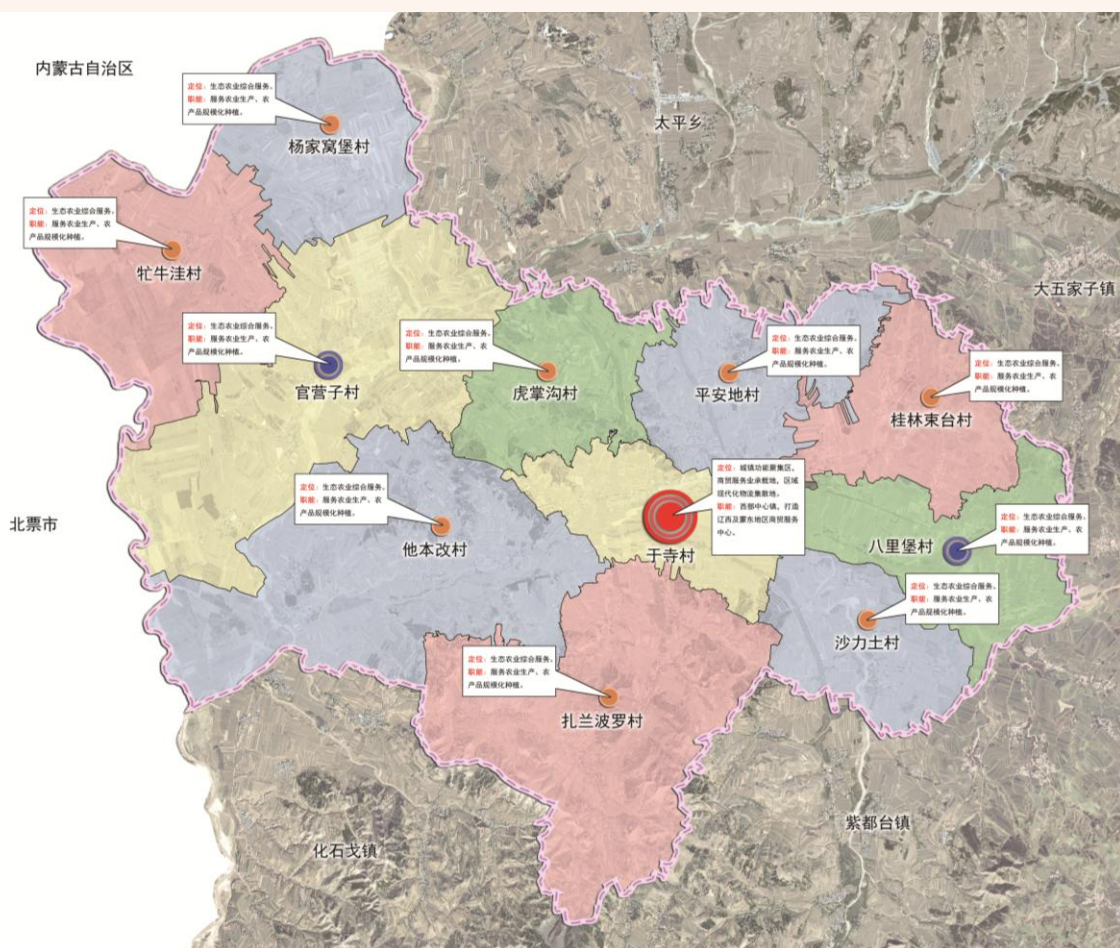 内蒙古自治区
定位：生态农业综合服务。
职能：服务农业生产、农
产品规模化种植。
杨家窝堡村
太平乡
定位：生态农业综合服务。
职能：服务农业生产、农
产品规模化种植。
牤牛洼村
大五家子镇
定位：生态农业综合服务。
职能：服务农业生产、农
产品规模化种植。
官营子村
定位：生态农业综合服务。
职能：服务农业生产、农
产品规模化种植。
虎掌沟村
定位：生态农业综合服务。
职能：服务农业生产、农
产品规模化种植。
平安地村
定位：生态农业综合服务。
职能：服务农业生产、农
产品规模化种植。
桂林束台村
北票市
定位：生态农业综合服务。
职能：服务农业生产、农
产品规模化种植。
他本改村
定位：城镇功能聚集区，
商贸服务业承载地，区域
现代化物流集散地。
职能：西部中心镇，打造
辽西及蒙东地区商贸服务
中心。
于寺村
定位：生态农业综合服务。
职能：服务农业生产、农
产品规模化种植。
八里堡村
定位：生态农业综合服务。
职能：服务农业生产、农
产品规模化种植。
沙力土村
定位：生态农业综合服务。
职能：服务农业生产、农
产品规模化种植。
扎兰波罗村
紫都台镇
化石戈镇